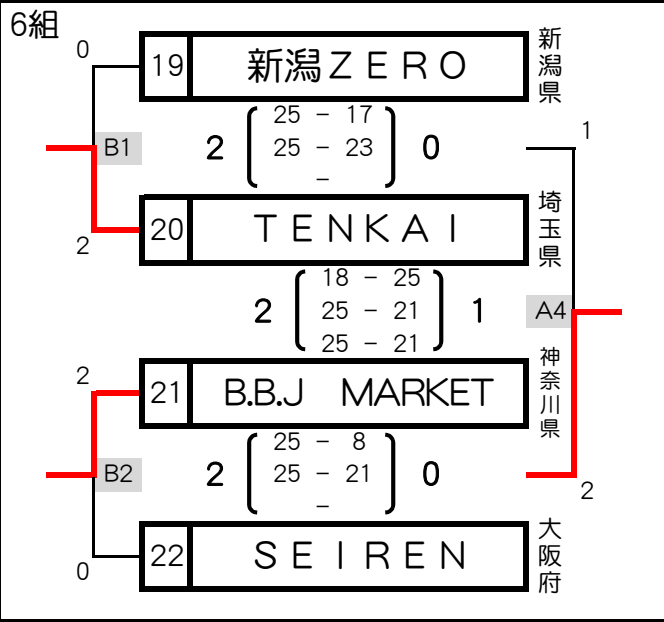 6組
0
19 新潟ＺＥＲＯ 新潟県
25 - 17
B1 2 25 - 23 0
-
1
2
20 ＴＥＮＫＡＩ 埼玉県
18 - 25
2 25 - 21 1 A4
25 - 21
2
21 B.B.J　MARKET 神奈川県
25 - 8
B2 2 25 - 21 0
-
2
0
22 ＳＥＩＲＥＮ 大阪府